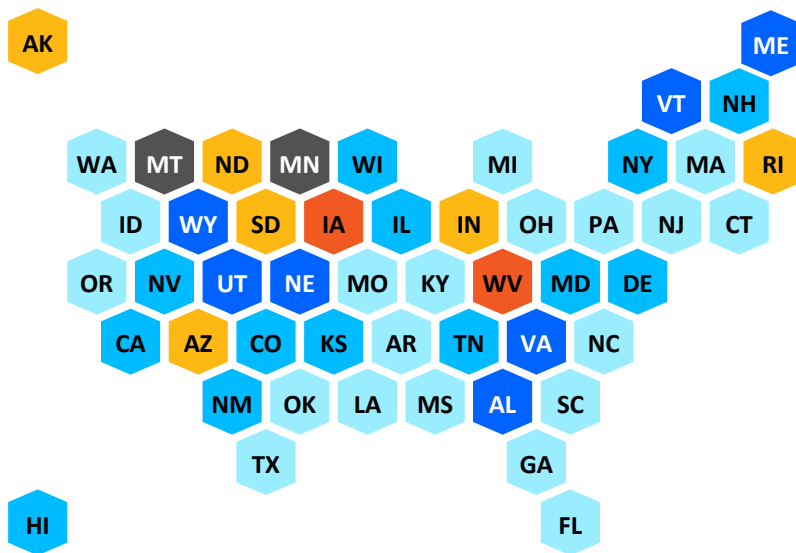 AK
ME
VT NH
WA MT ND MN WI MI NY MA RI
ID WY SD IA IL IN OH PA NJ CT
OR NV UT NE MO KY WV MD DE
CA AZ CO KS AR TN VA NC
NM OK LA MS AL SC
TX GA
HI FL